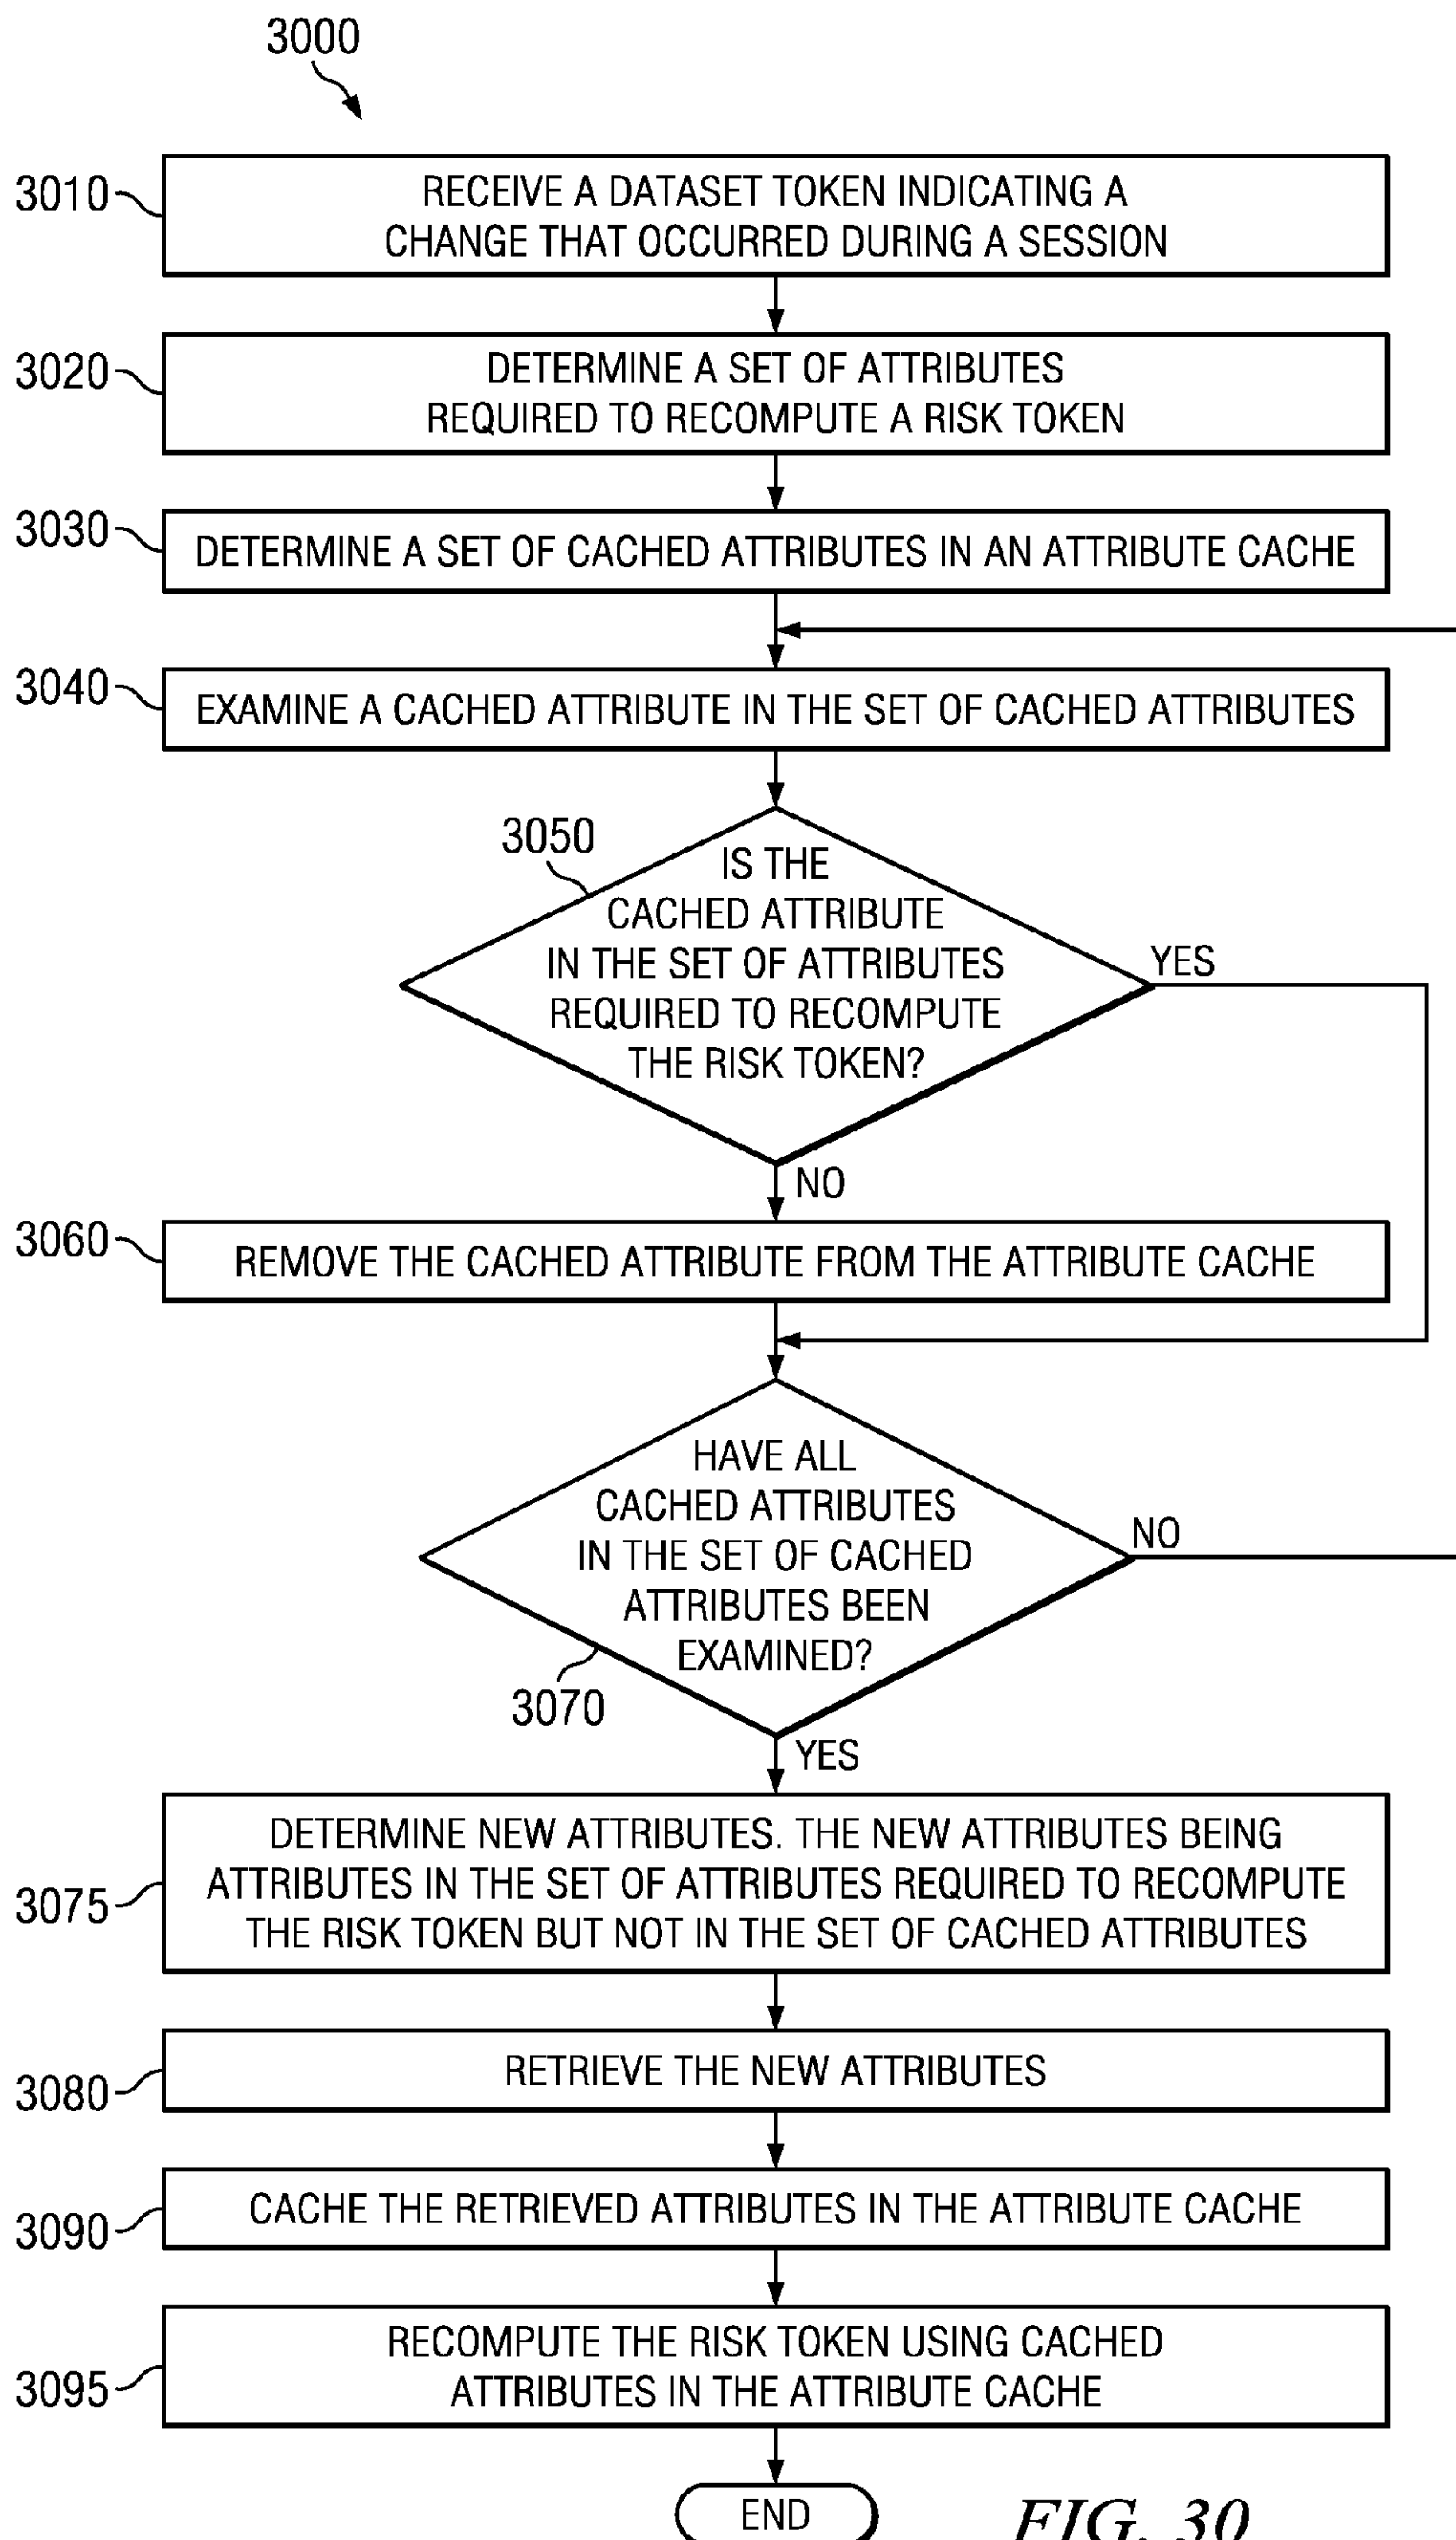 3000
3010
RECEIVE A DATASET TOKEN INDICATING A
CHANGE THAT OCCURRED DURING A SESSION
3020
DETERMINE A SET OF ATTRIBUTES
REQUIRED TO RECOMPUTE A RISK TOKEN
3030
DETERMINE A SET OF CACHED ATTRIBUTES IN AN ATTRIBUTE CACHE
3040
EXAMINE A CACHED ATTRIBUTE IN THE SET OF CACHED ATTRIBUTES
3050
IS THE
CACHED ATTRIBUTE
IN THE SET OF ATTRIBUTES
REQUIRED TO RECOMPUTE
THE RISK TOKEN?
YES
NO
3060
REMOVE THE CACHED ATTRIBUTE FROM THE ATTRIBUTE CACHE
HAVE ALL
CACHED ATTRIBUTES
IN THE SET OF CACHED
ATTRIBUTES BEEN
EXAMINED?
NO
3070
YES
3075
DETERMINE NEW ATTRIBUTES. THE NEW ATTRIBUTES BEING
ATTRIBUTES IN THE SET OF ATTRIBUTES REQUIRED TO RECOMPUTE
THE RISK TOKEN BUT NOT IN THE SET OF CACHED ATTRIBUTES
3080
RETRIEVE THE NEW ATTRIBUTES
3090
CACHE THE RETRIEVED ATTRIBUTES IN THE ATTRIBUTE CACHE
3095
RECOMPUTE THE RISK TOKEN USING CACHED
ATTRIBUTES IN THE ATTRIBUTE CACHE
END
FIG. 30